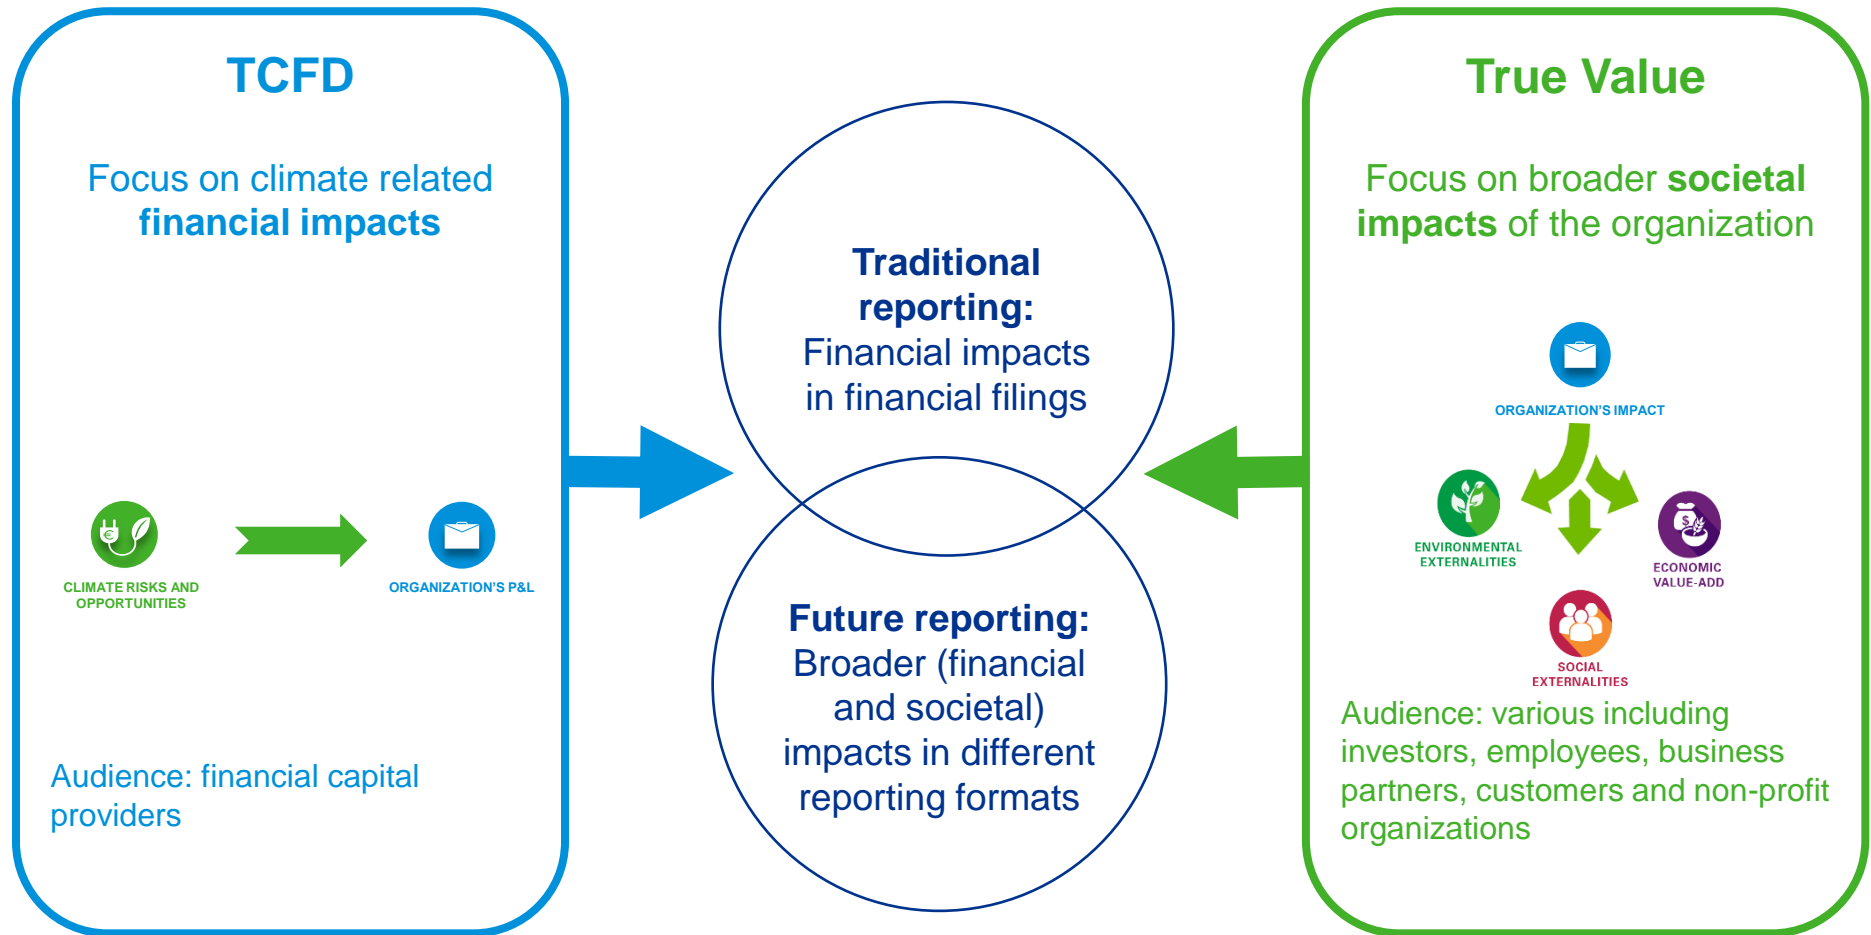 TCFD
Focus on climate related
financial impacts
€
CLIMATE RISKS AND
OPPORTUNITIES
ORGANIZATION'S P&L
Audience: financial capital
providers
Traditional
reporting:
Financial impacts
in financial filings
Future reporting:
Broader (financial
and societal)
impacts in different
reporting formats
True Value
Focus on broader societal
impacts of the organization
ORGANIZATION'S IMPACT
ENVIRONMENTAL
EXTERNALITIES
$
ECONOMIC
VALUE-ADD
SOCIAL
EXTERNALITIES
Audience: various including
investors, employees, business
partners, customers and non-profit
organizations